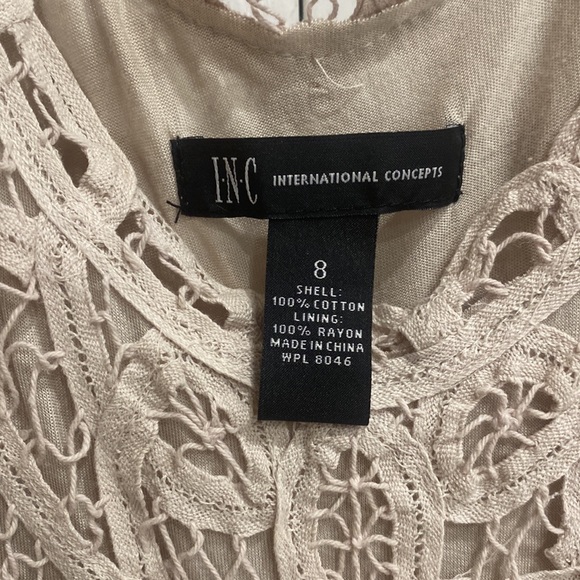 I·N·C INTERNATIONAL CONCEPTS
8
SHELL:
100% COTTON
LINING:
100% RAYON
MADE IN CHINA
WPL 8046